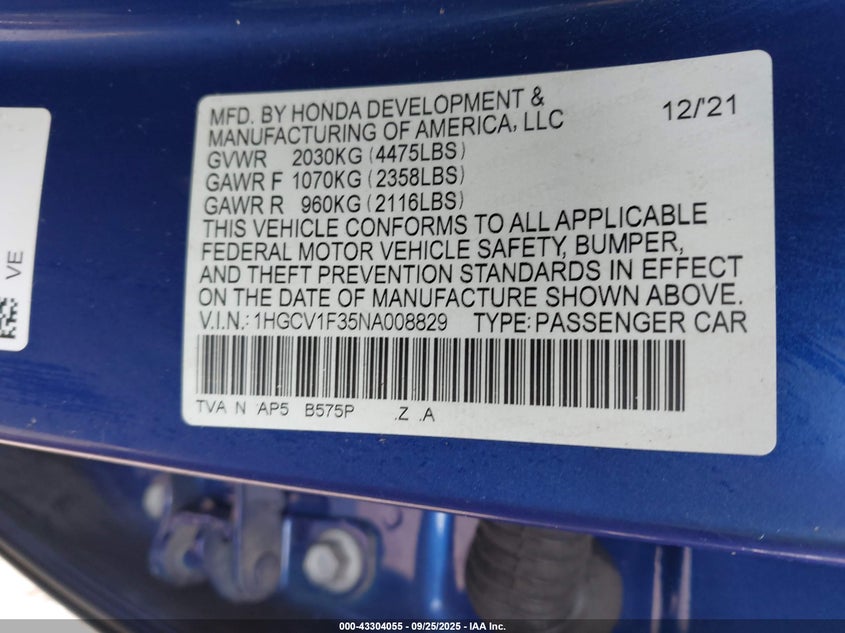 MFD. BY HONDA DEVELOPMENT & 12/'21
MANUFACTURING OF AMERICA, LLC
GVWR 2030KG (4475LBS)
GAWR F 1070KG (2358LBS)
GAWR R 960KG (2116LBS)
THIS VEHICLE CONFORMS TO ALL APPLICABLE
FEDERAL MOTOR VEHICLE SAFETY, BUMPER,
AND THEFT PREVENTION STANDARDS IN EFFECT
ON THE DATE OF MANUFACTURE SHOWN ABOVE.
V.I.N.: 1HGCV1F35NA008829 TYPE: PASSENGER CAR
TVA N AP5 B575P .Z .A
VE
000-43304055 - 09/25/2025 - IAA Inc.